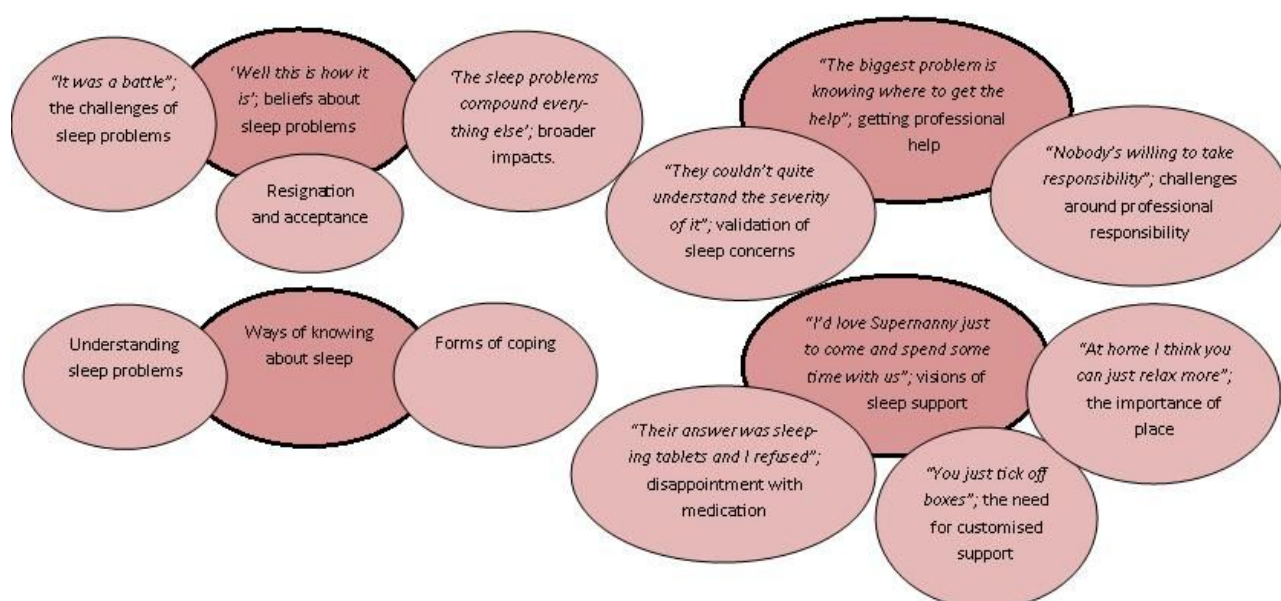 “It was a battle”;
the challenges of
sleep problems
‘Well this is how it
is’; beliefs about
sleep problems
‘The sleep problems
compound every-
thing else’; broader
impacts.
Resignation
and acceptance
“The biggest problem is
knowing where to get the
help”; getting professional
help
“They couldn’t quite
understand the severity
of it”; validation of
sleep concerns
“Nobody’s willing to take
responsibility”; challenges
around professional
responsibility
Understanding
sleep problems
Ways of knowing
about sleep
Forms of coping
“I’d love Supernanny just
to come and spend some
time with us”; visions of
sleep support
“At home I think you
can just relax more”;
the importance of
place
“Their answer was sleep-
ing tablets and I refused”;
disappointment with
medication
“You just tick off
boxes”; the need
for customised
support